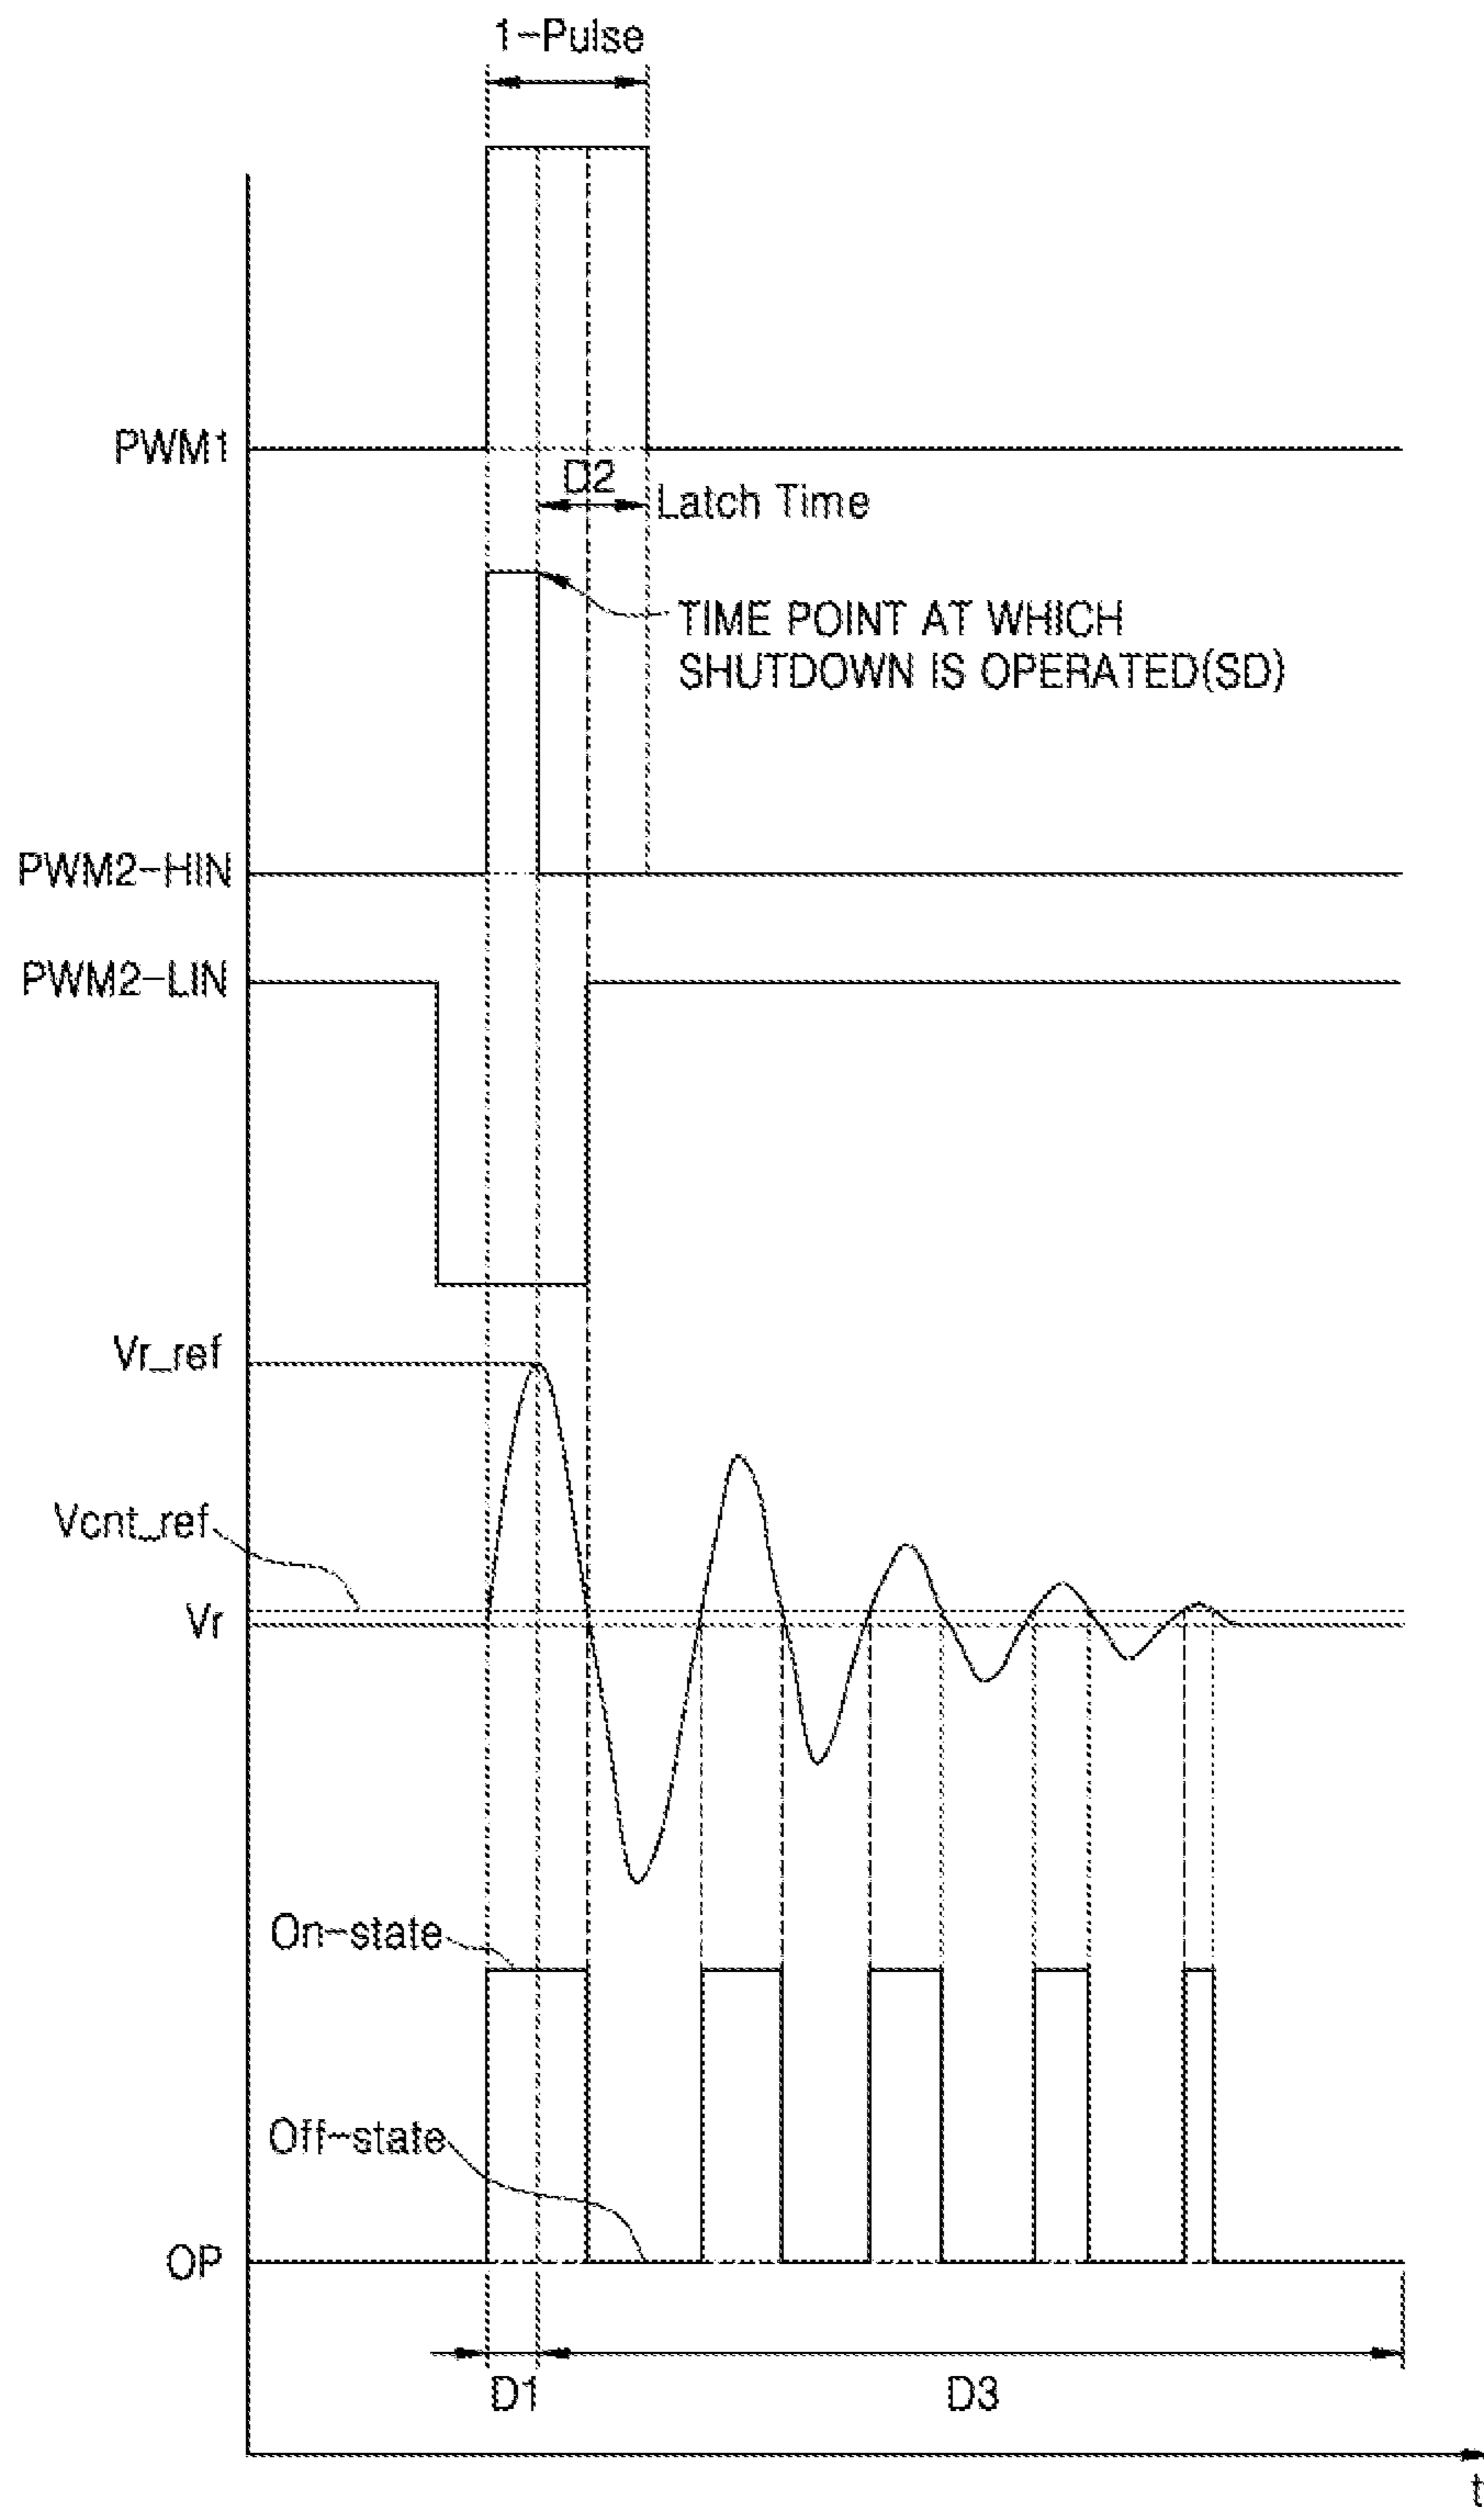 1-Pulse
PWM1
D2
Latch Time
TIME POINT AT WHICH
SHUTDOWN IS OPERATED(SD)
PWM2-HIN
PWM2-LIN
Vr_ref
Vcnt_ref
Vr
On-state
Off-state
OP
D1
D3
t